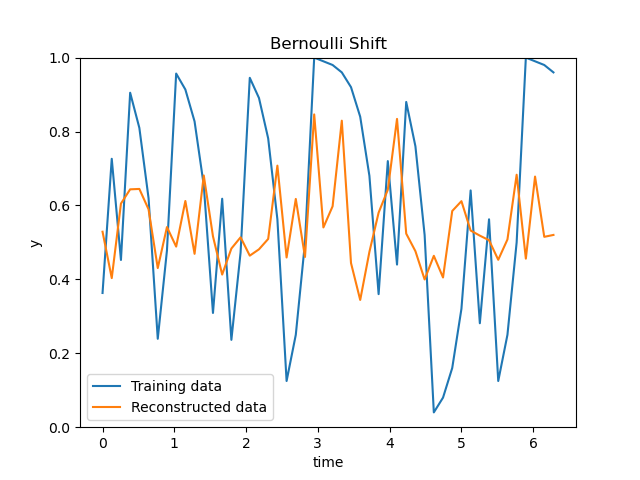 Bernoulli Shift
1.0
0.8
0.6
0.4
0.2
0.0
y
Training data
Reconstructed data
0 1 2 3 4 5 6
time